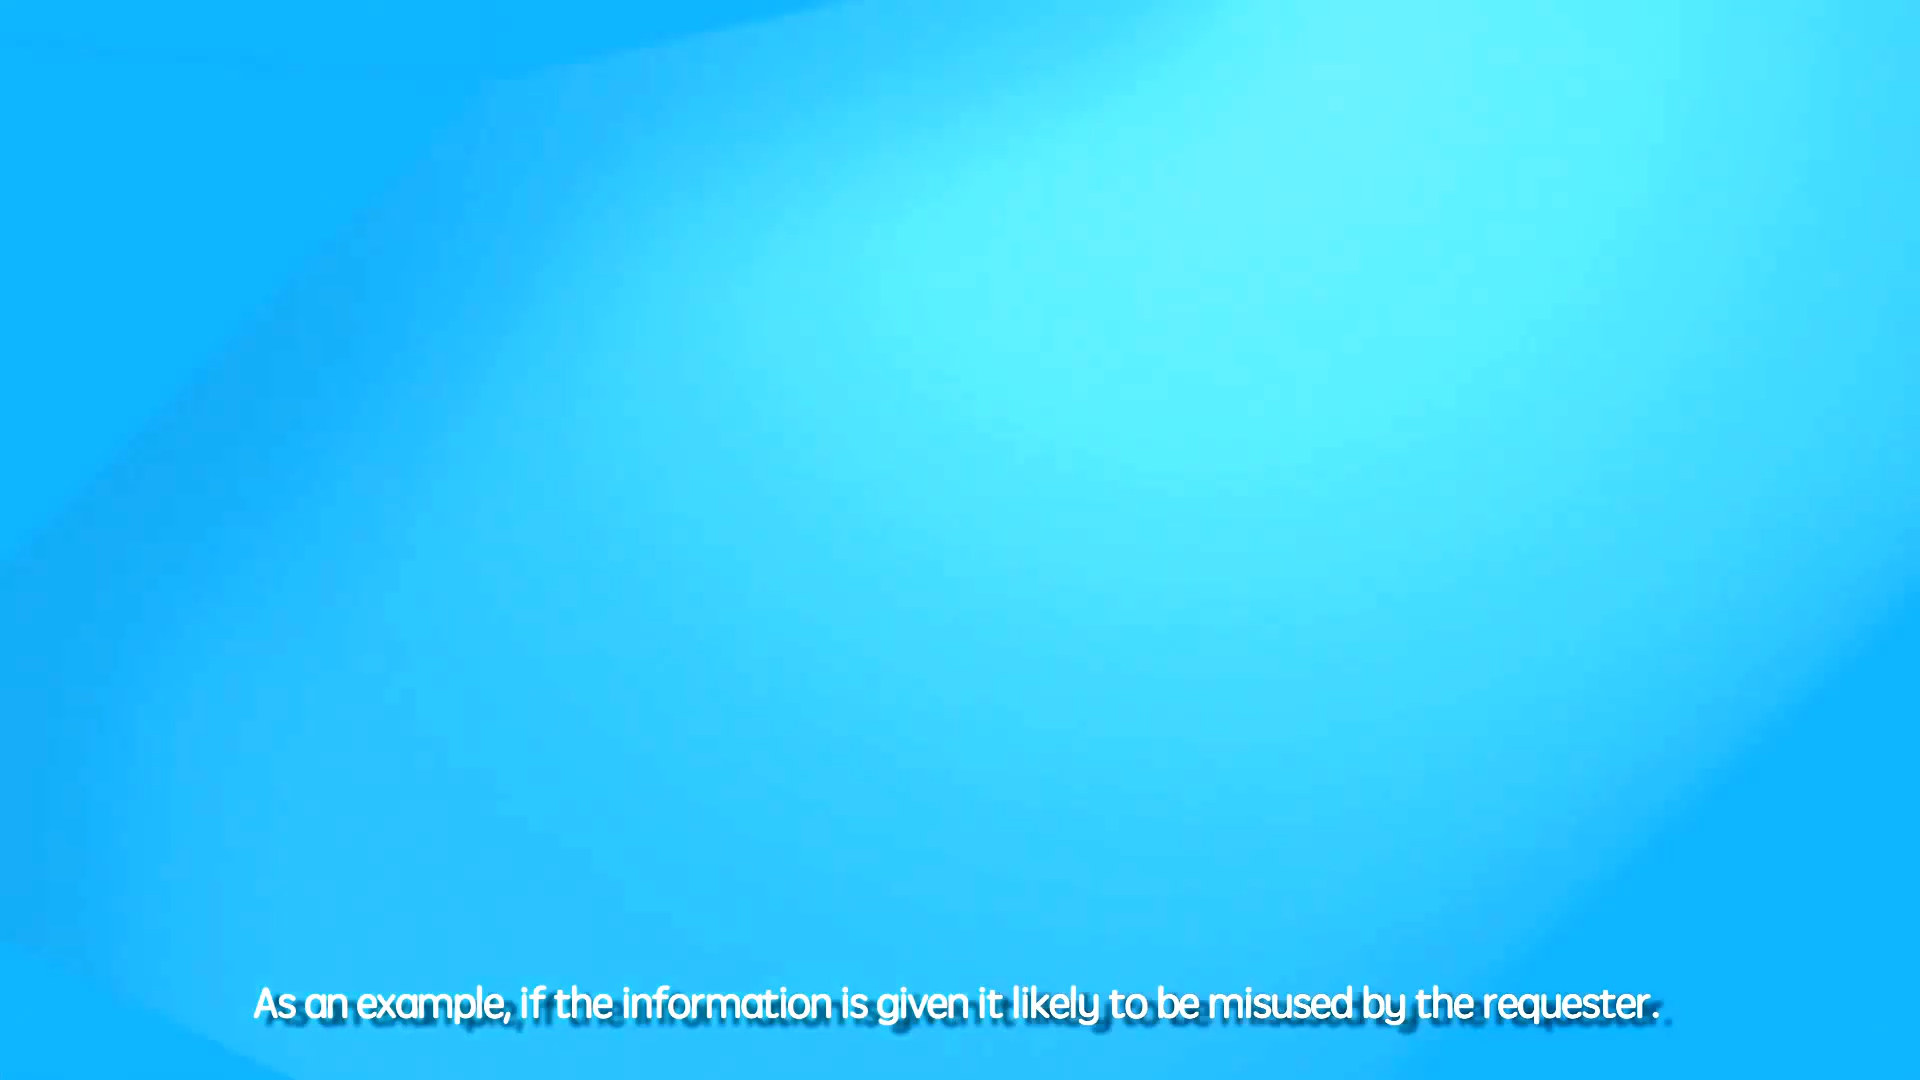 As an example, if the information is given it likely to be misused by the requester.